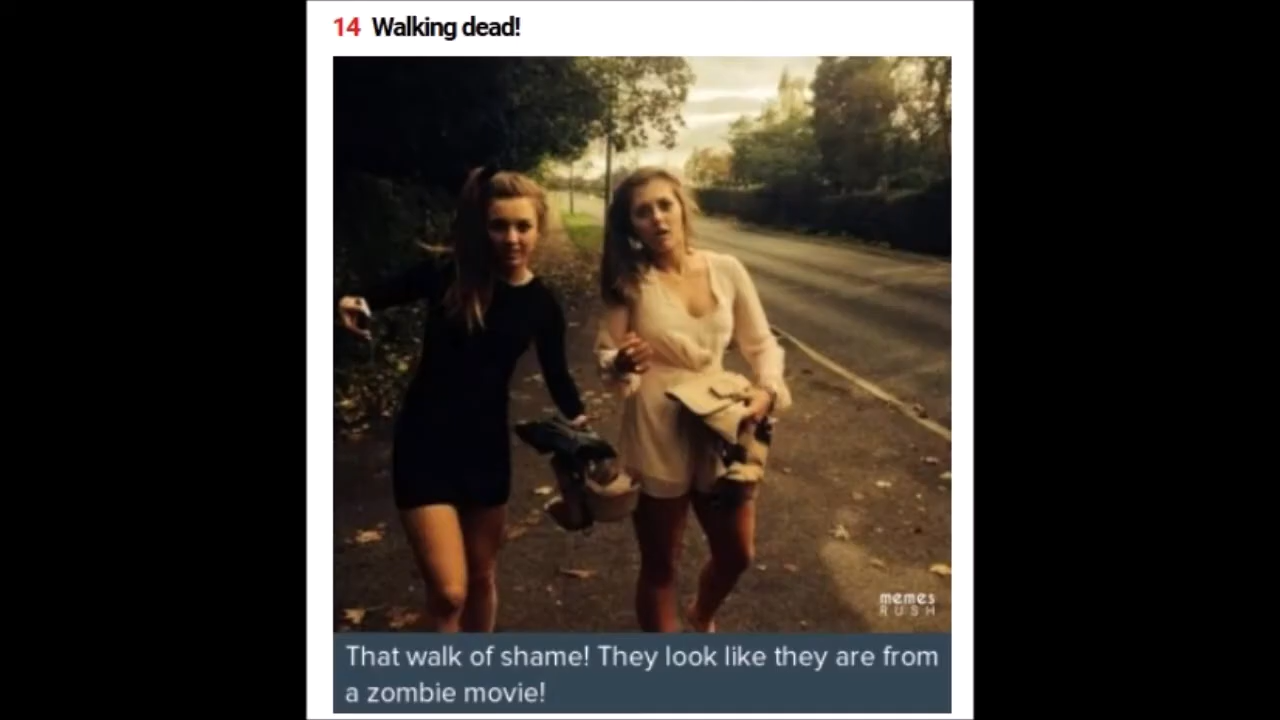 14 Walking dead!
memes
RUSH
That walk of shame! They look like they are from
a zombie movie!